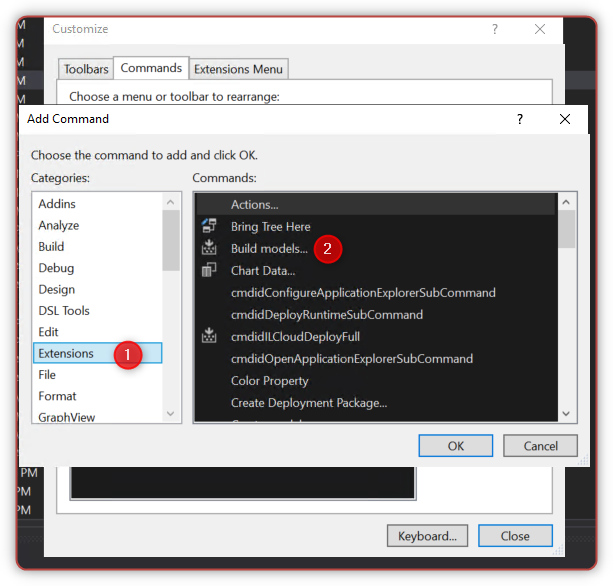 M
Customize
?
M
M
Toolbars
Commands
Extensions Menu
M
M
Choose a menu or toolbar to rearrange:
Add Command
?
Choose the command to add and click OK.
Categories:
Commands:
Addins
Analyze
Build
Debug
Design
DSL Tools
Edit
Extensions
1
File
Format
GraphView
Actions...
Bring Tree Here
Build models...
2
Chart Data...
cmdidConfigureApplicationExplorerSubCommand
cmdidDeployRuntimeSubCommand
cmdidILCloudDeployFull
cmdidOpenApplicationExplorerSubCommand
Color Property
Create Deployment Package...
OK
Cancel
PM
PM
PM
Keyboard...
Close